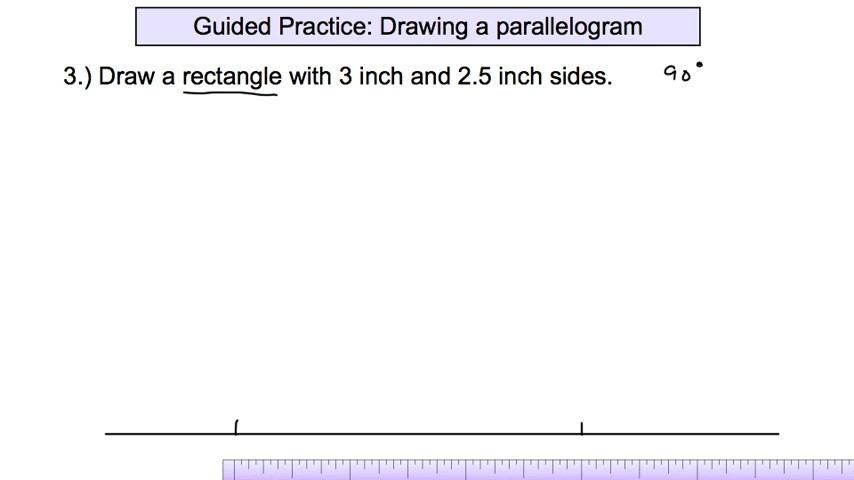 Guided Practice: Drawing a parallelogram
3.) Draw a rectangle with 3 inch and 2.5 inch sides. 90°